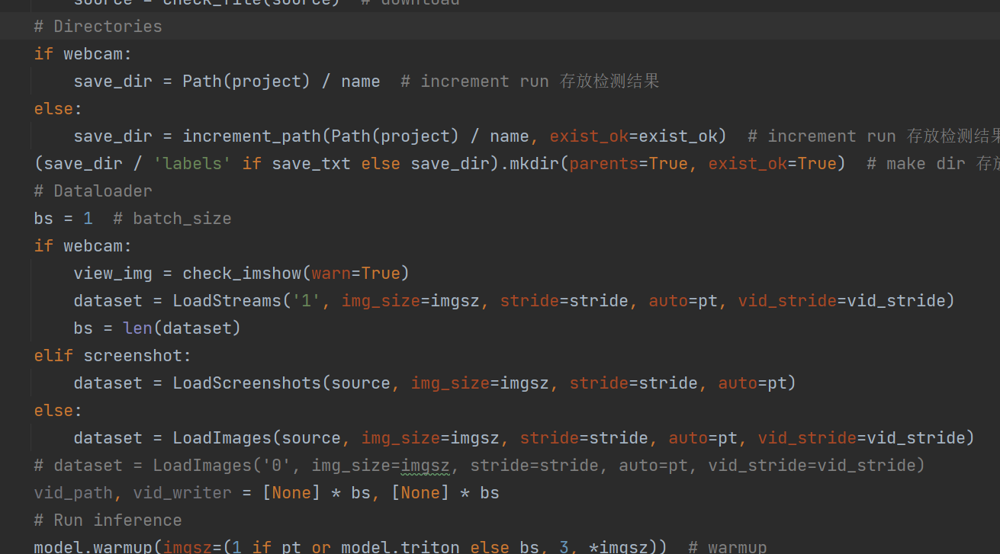 source = check_file(source)  # download
# Directories
if webcam:
    save_dir = Path(project) / name  # increment run 存放检测结果
else:
    save_dir = increment_path(Path(project) / name, exist_ok=exist_ok)  # increment run 存放检测结果
(save_dir / 'labels' if save_txt else save_dir).mkdir(parents=True, exist_ok=True)  # make dir 存放
# Dataloader
bs = 1  # batch_size
if webcam:
    view_img = check_imshow(warn=True)
    dataset = LoadStreams('1', img_size=imgsz, stride=stride, auto=pt, vid_stride=vid_stride)
    bs = len(dataset)
elif screenshot:
    dataset = LoadScreenshots(source, img_size=imgsz, stride=stride, auto=pt)
else:
    dataset = LoadImages(source, img_size=imgsz, stride=stride, auto=pt, vid_stride=vid_stride)
# dataset = LoadImages('0', img_size=imgsz, stride=stride, auto=pt, vid_stride=vid_stride)
vid_path, vid_writer = [None] * bs, [None] * bs
# Run inference
model.warmup(imgsz=(1 if pt or model.triton else bs, 3, *imgsz))  # warmup